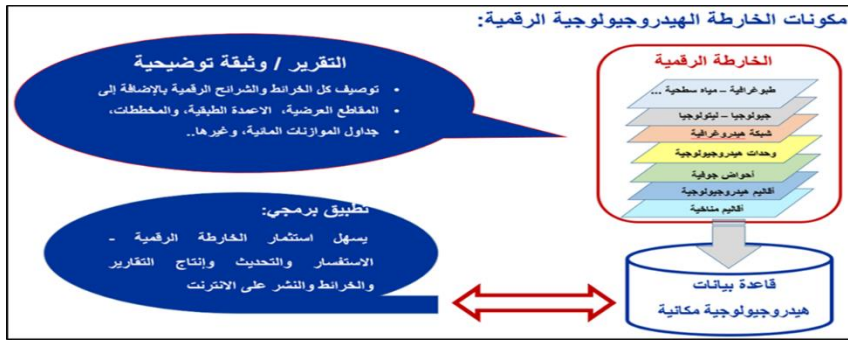 مكونات الخارطة الهيدروجيولوجية الرقمية:
التقرير / وثيقة توضيحية
• توصيف كل الخرائط والشرائح الرقمية بالإضافة إلى
• المقاطع العرضية، الاعمدة الطبقية، والمخططات،
• جداول الموازنات المائية، وغيرها..
الخارطة الرقمية
طبوغرافية – مياه سطحية ...
جيولوجيا – ليتولوجيا
شبكة هيدروغرافية
وحدات هيدروجيولوجية
أحواض جوفية
أقاليم هيدروجيولوجية
أقاليم مناخية
تطبيق برمجي:
يسهل استثمار الخارطة الرقمية -
الاستفسار والتحديث وإنتاج التقارير
والخرائط والنشر على الانترنت
قاعدة بيانات
هيدروجيولوجية مكانية